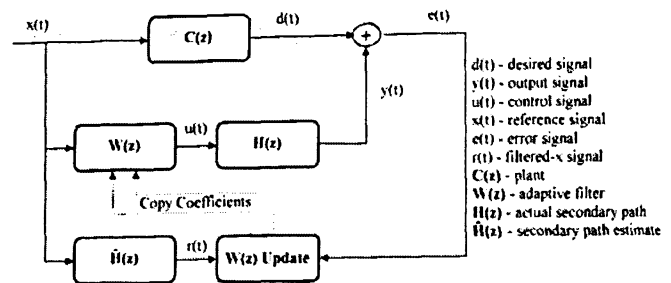 x(t)
d(t)
e(t)
C(z)
+
y(t)
u(t)
W(z)
H(z)
Copy Coefficients
r(t)
Ĥ(z)
W(z) Update
d(t) - desired signal
y(t) - output signal
u(t) - control signal
x(t) - reference signal
e(t) - error signal
r(t) - filtered-x signal
C(z) - plant
W(z) - adaptive filter
H(z) - actual secondary path
Ĥ(z) - secondary path estimate